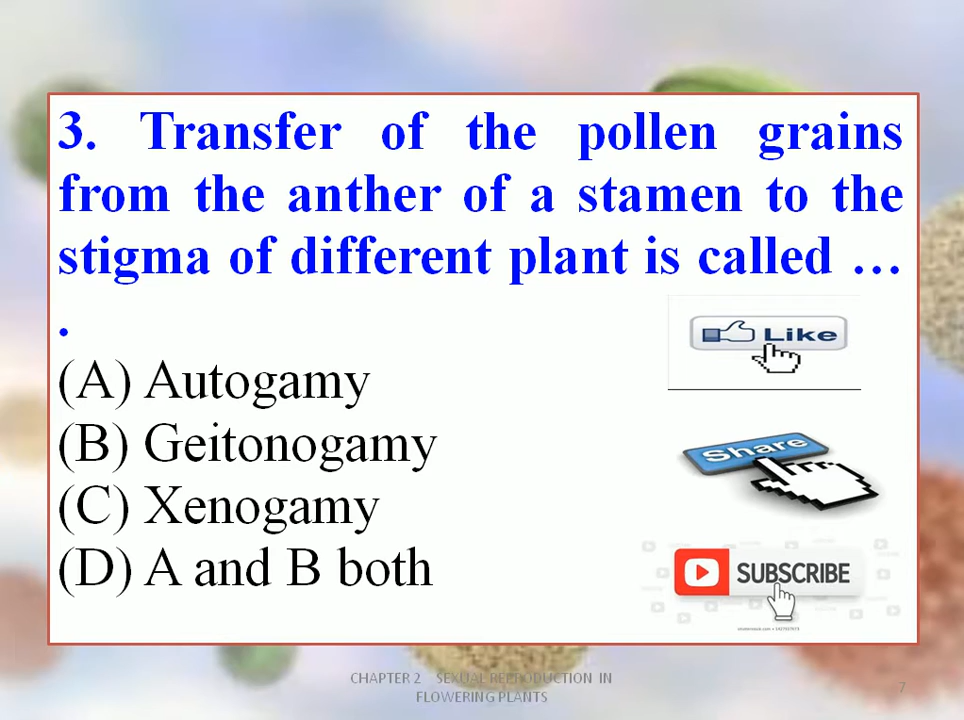 3. Transfer of the pollen grains
from the anther of a stamen to the
stigma of different plant is called …
.
(A) Autogamy
(B) Geitonogamy
(C) Xenogamy
(D) A and B both
Like
Share
SUBSCRIBE
CHAPTER 2 SEXUAL REPRODUCTION IN
FLOWERING PLANTS
7